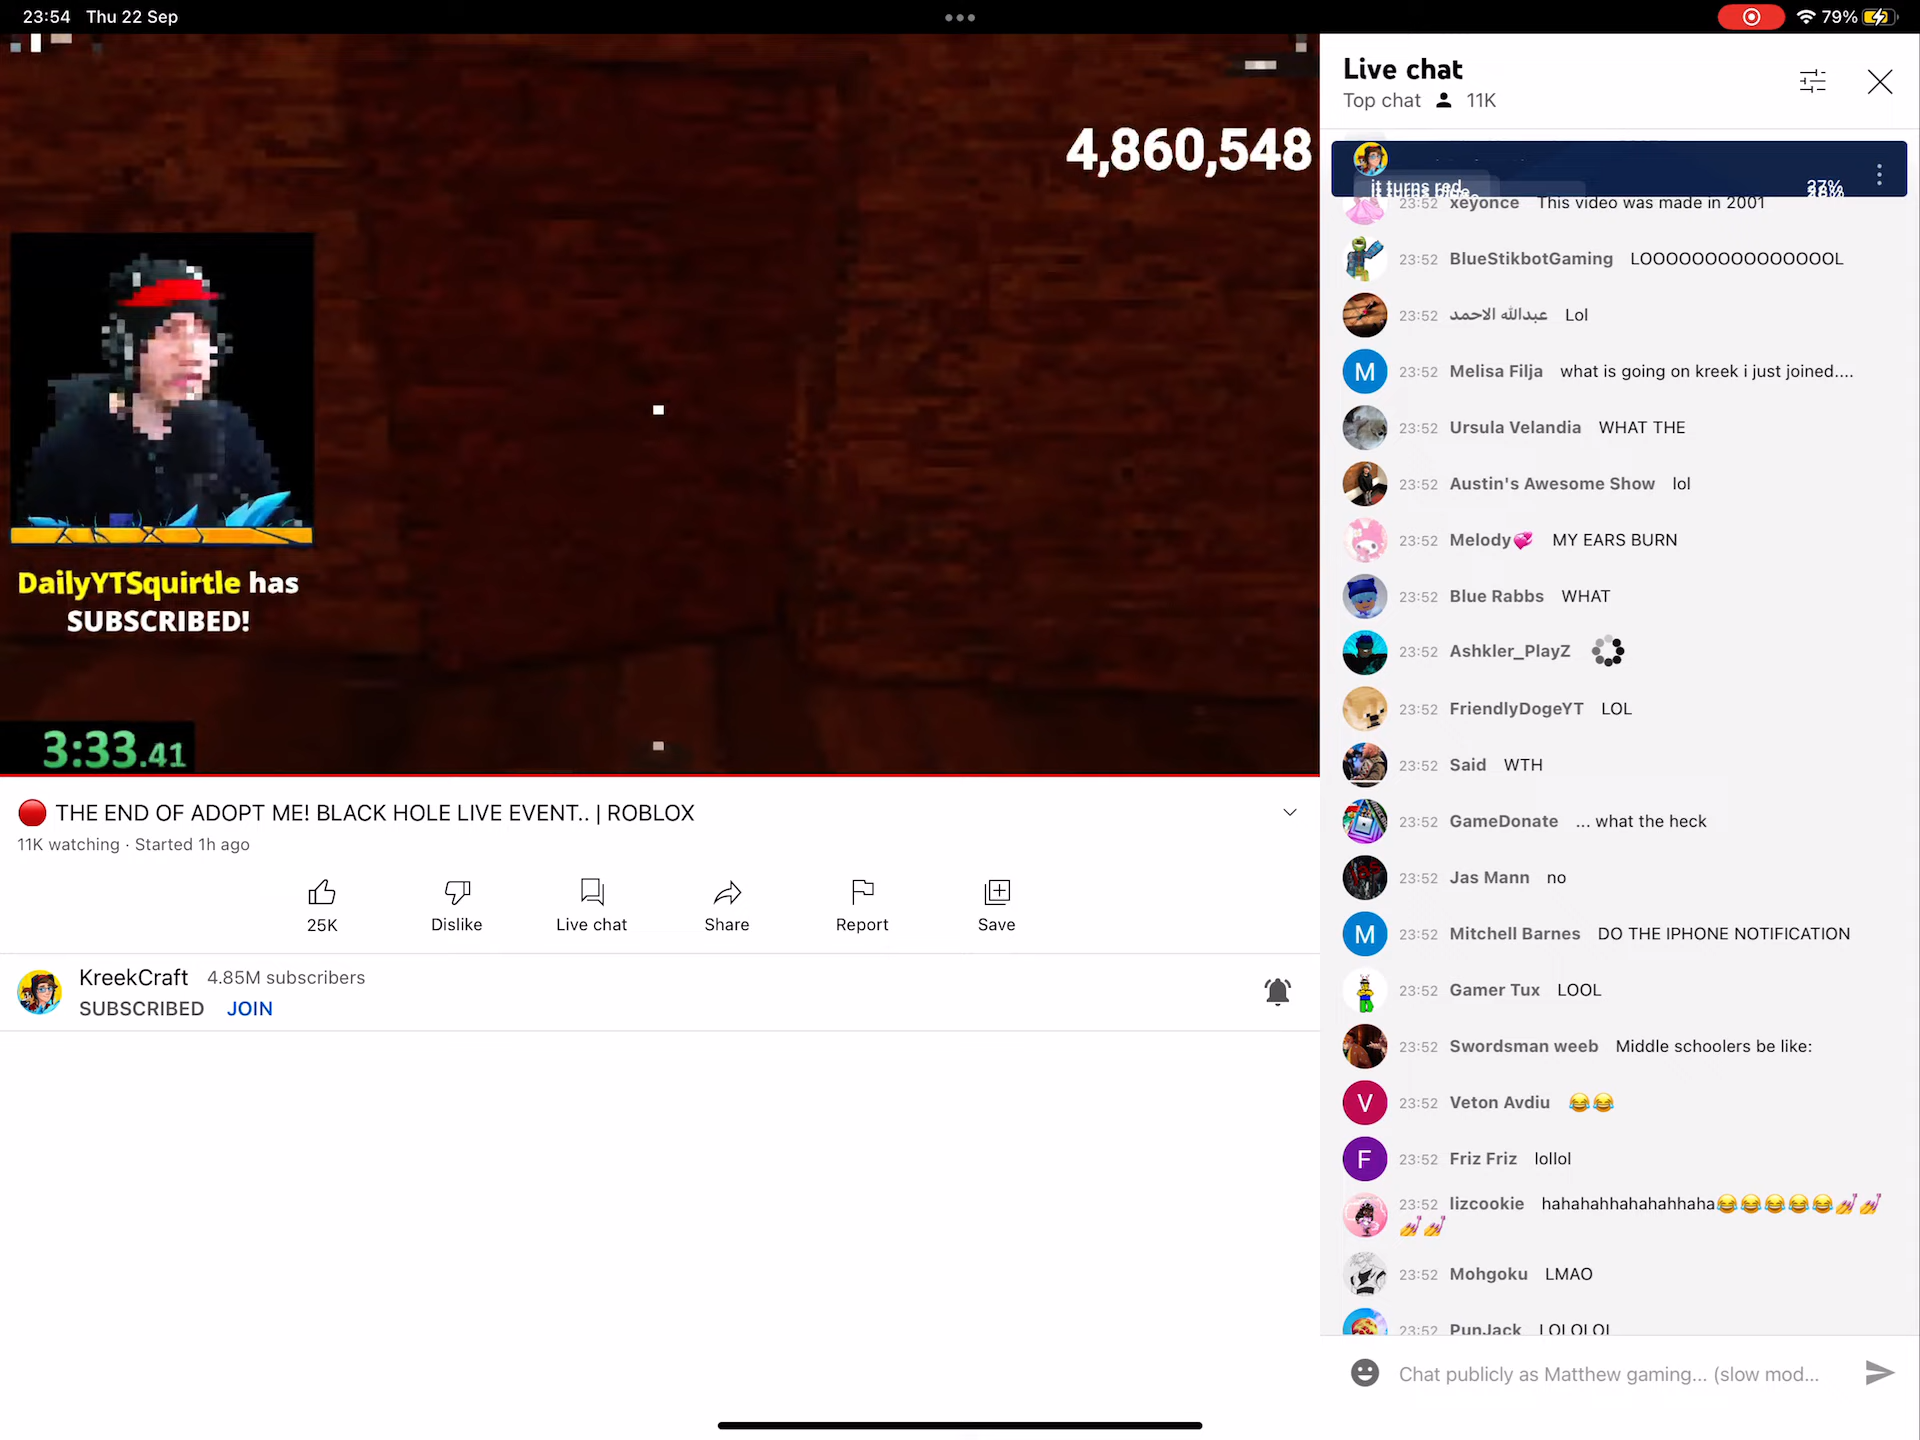 23:54 Thu 22 Sep
79%
4,860,548
DailyYTSquirtle has
SUBSCRIBED!
3:33.41
THE END OF ADOPT ME! BLACK HOLE LIVE EVENT.. | ROBLOX
11K watching · Started 1h ago
25K
Dislike
Live chat
Share
Report
Save
KreekCraft 4.85M subscribers
SUBSCRIBED JOIN
Live chat
Top chat 11K
it turns red
37%
23:52 xeyonce This video was made in 2001
23:52 BlueStikbotGaming LOOOOOOOOOOOOOOOL
23:52 عبدالله الاحمد Lol
23:52 Melisa Filja what is going on kreek i just joined....
23:52 Ursula Velandia WHAT THE
23:52 Austin's Awesome Show lol
23:52 Melody💞 MY EARS BURN
23:52 Blue Rabbs WHAT
23:52 Ashkler_PlayZ
23:52 FriendlyDogeYT LOL
23:52 Said WTH
23:52 GameDonate ... what the heck
23:52 Jas Mann no
M 23:52 Mitchell Barnes DO THE IPHONE NOTIFICATION
23:52 Gamer Tux LOOL
23:52 Swordsman weeb Middle schoolers be like:
V 23:52 Veton Avdiu 😂😂
F 23:52 Friz Friz lollol
23:52 lizcookie hahahahhahahahhaha😂😂😂😂😂💅💅
💅💅
23:52 Mohgoku LMAO
23:52 PunJack LOLOLOL
Chat publicly as Matthew gaming... (slow mod...